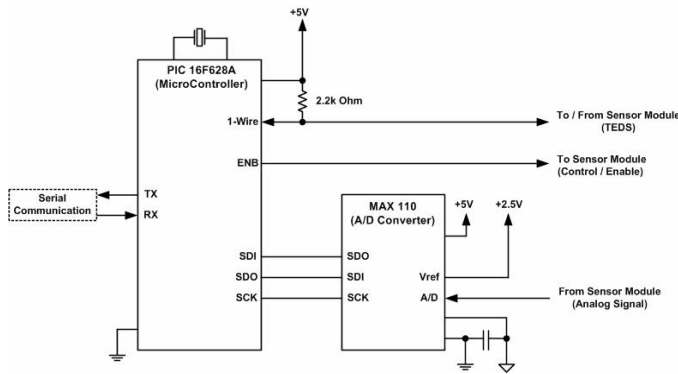 +5V
PIC 16F628A
(MicroController)
2.2k Ohm
1-Wire
To / From Sensor Module
(TEDS)
ENB
To Sensor Module
(Control / Enable)
Serial
Communication
TX
RX
MAX 110
(A/D Converter)
+5V
+2.5V
SDI
SDO
SDO
SDI
Vref
SCK
SCK
A/D
From Sensor Module
(Analog Signal)